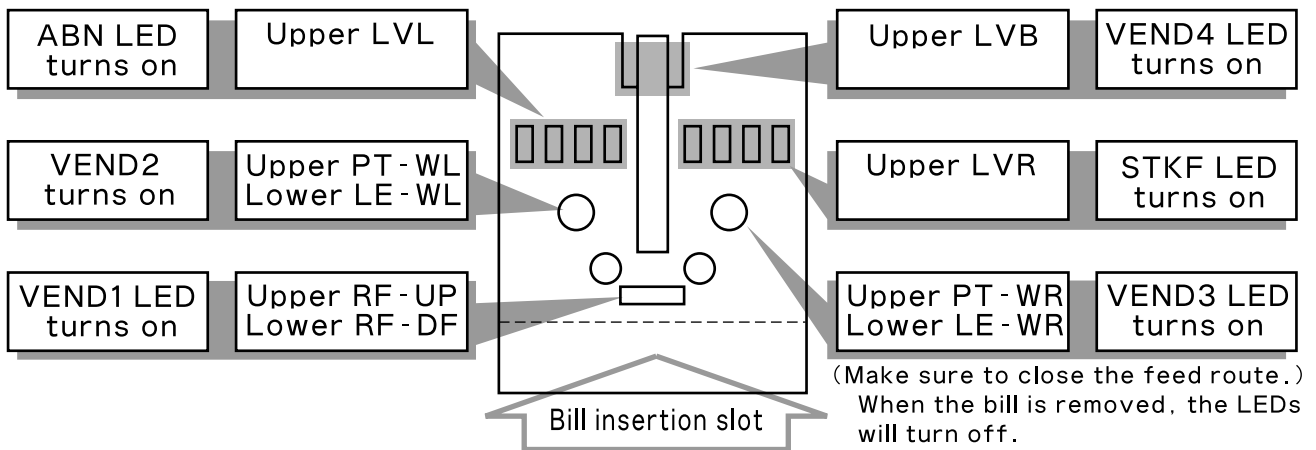 ABN LED
turns on
Upper LVL
Upper LVB
VEND4 LED
turns on
VEND2
turns on
Upper PT-WL
Lower LE-WL
Upper LVR
STKF LED
turns on
VEND1 LED
turns on
Upper RF-UP
Lower RF-DF
Upper PT-WR
Lower LE-WR
VEND3 LED
turns on
Bill insertion slot
(Make sure to close the feed route.)
When the bill is removed, the LEDs
will turn off.